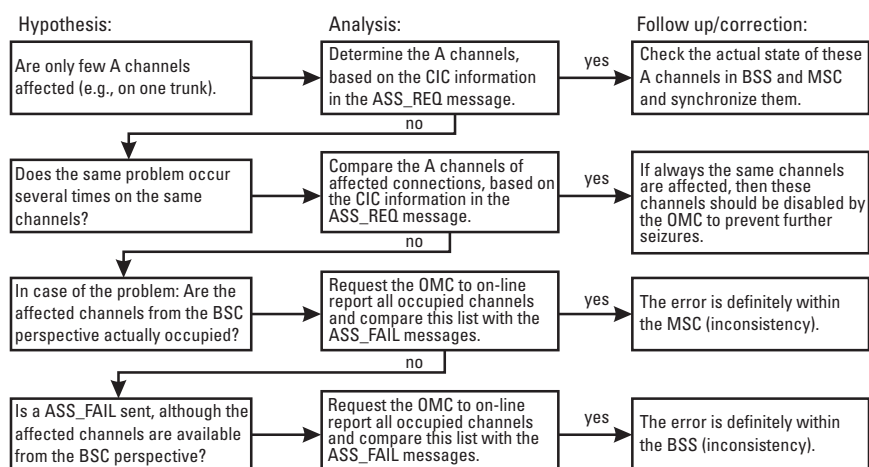 Hypothesis:
Analysis:
Follow up/correction:
Are only few A channels
affected (e.g., on one trunk).
Determine the A channels,
based on the CIC information
in the ASS_REQ message.
yes
Check the actual state of these
A channels in BSS and MSC
and synchronize them.
no
Does the same problem occur
several times on the same
channels?
Compare the A channels of
affected connections, based on
the CIC information in the
ASS_REQ message.
yes
If always the same channels
are affected, then these
channels should be disabled by
the OMC to prevent further
seizures.
no
In case of the problem: Are the
affected channels from the BSC
perspective actually occupied?
Request the OMC to on-line
report all occupied channels
and compare this list with the
ASS_FAIL messages.
yes
The error is definitely within
the MSC (inconsistency).
no
Is a ASS_FAIL sent, although the
affected channels are available
from the BSC perspective?
Request the OMC to on-line
report all occupied channels
and compare this list with the
ASS_FAIL messages.
yes
The error is definitely within
the BSS (inconsistency).